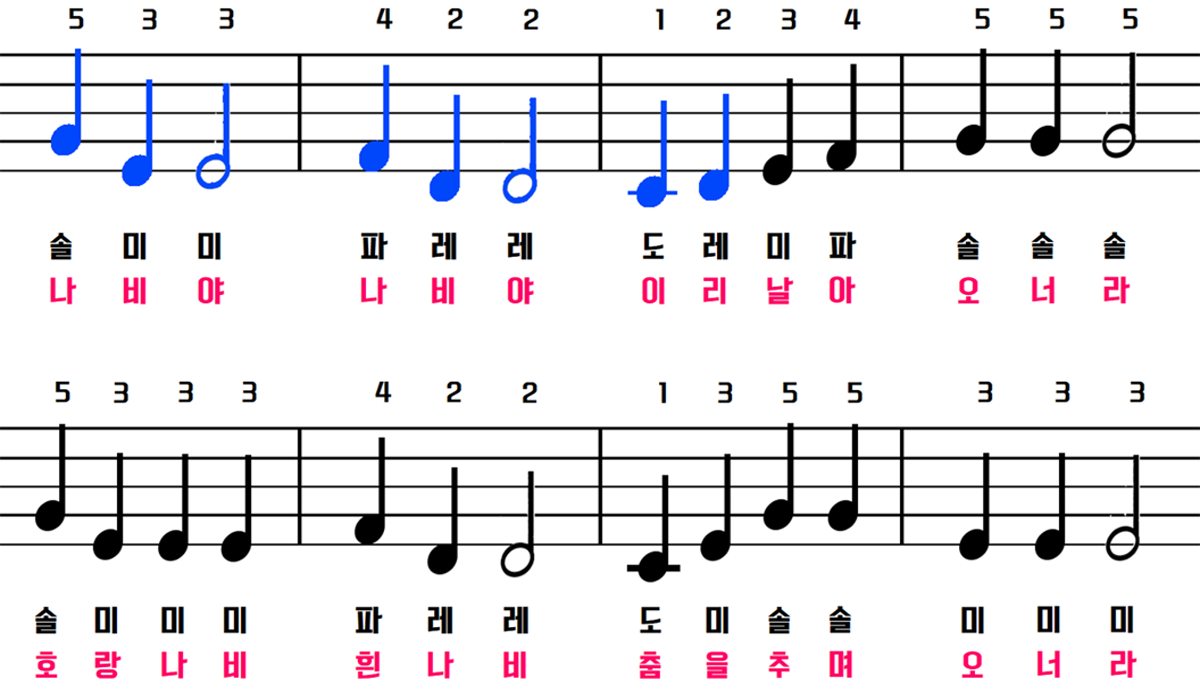 5 3 3 4 2 2 1 2 3 4 5 5 5
솔 미 미 파 레 레 도 레 미 파 솔 솔 솔
나 비 야 나 비 야 이 리 날 아 오 너 라
5 3 3 3 4 2 2 1 3 5 5 3 3 3
솔 미 미 미 파 레 레 도 미 솔 솔 미 미 미
호 랑 나 비 흰 나 비 춤 을 추 며 오 너 라